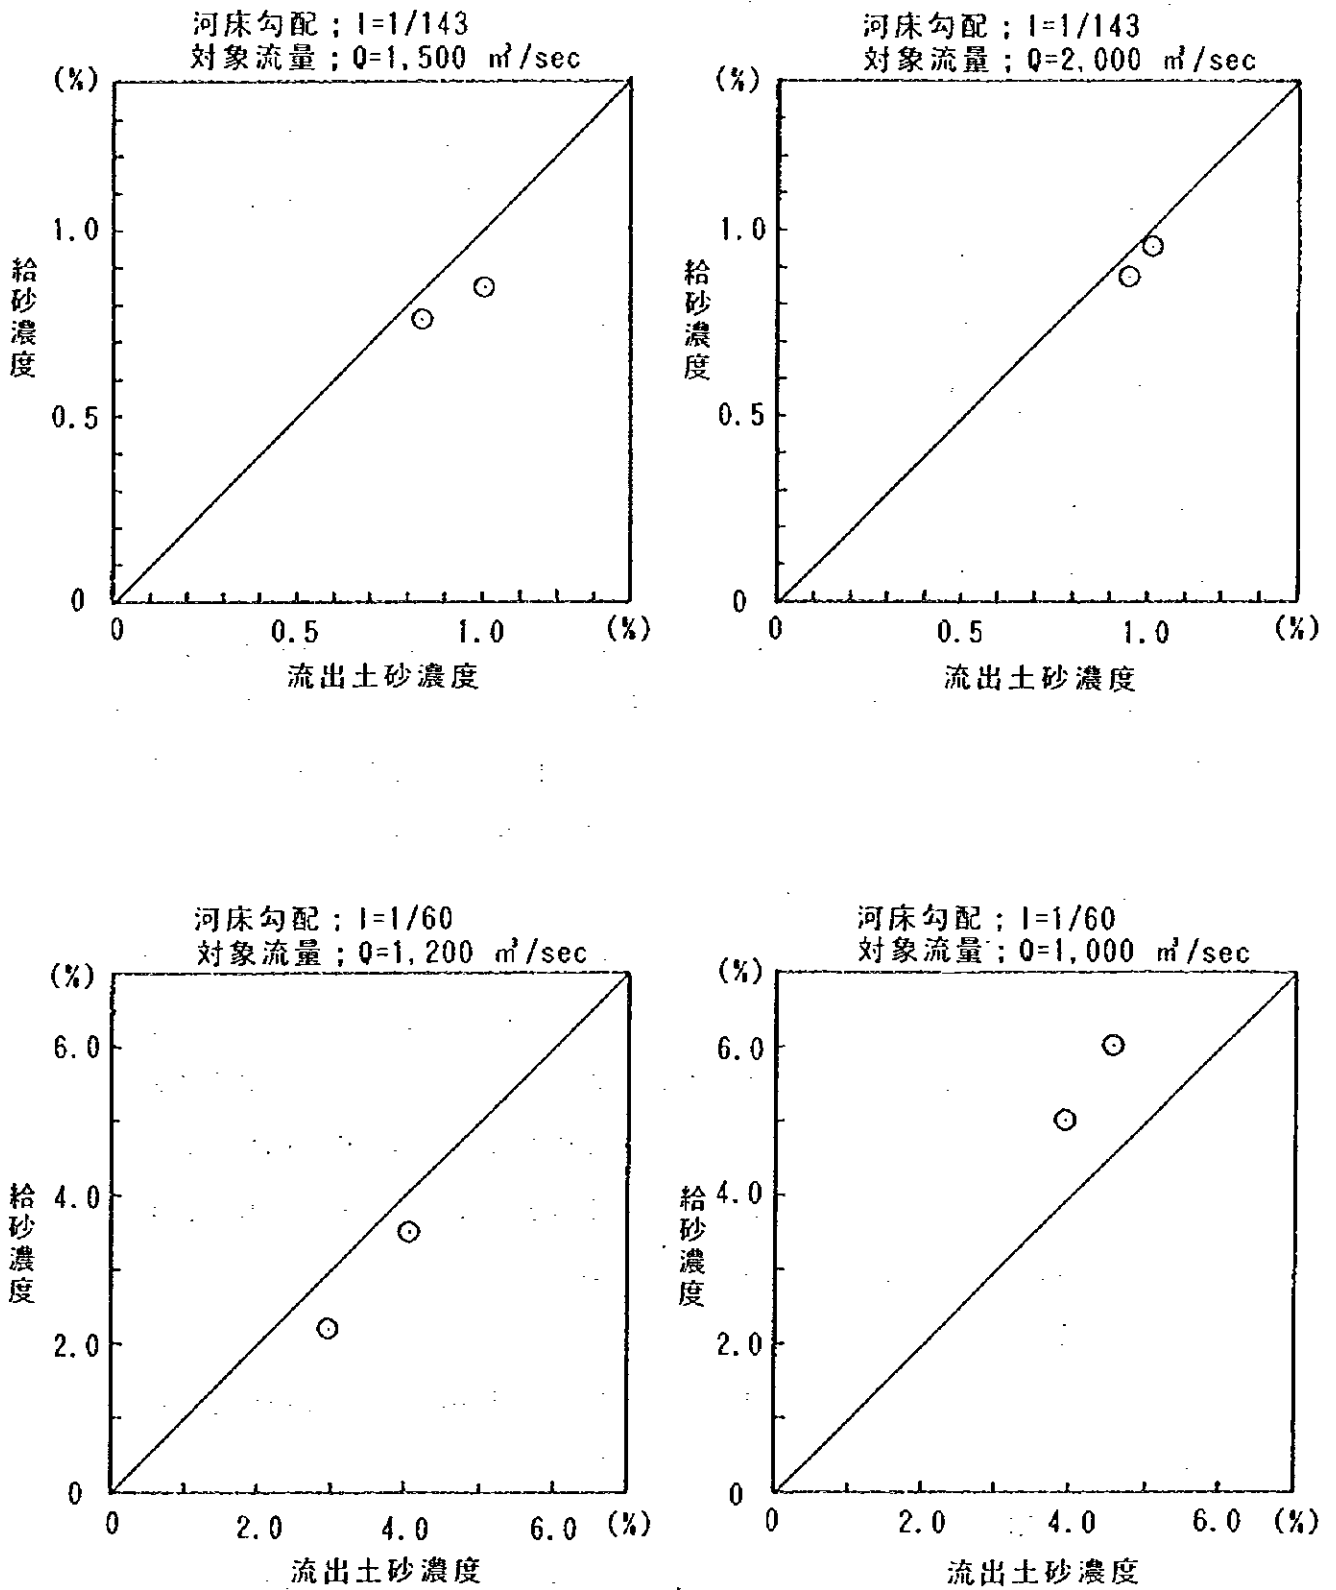 河床勾配；I=1/143
対象流量；Q=1,500 ㎥/sec
(%)
1.0
0.5
0
給砂濃度
0 0.5 1.0 (%)
流出土砂濃度
河床勾配；I=1/143
対象流量；Q=2,000 ㎥/sec
(%)
1.0
0.5
0
給砂濃度
0 0.5 1.0 (%)
流出土砂濃度
河床勾配；I=1/60
対象流量；Q=1,200 ㎥/sec
(%)
6.0
4.0
2.0
0
給砂濃度
0 2.0 4.0 6.0 (%)
流出土砂濃度
河床勾配；I=1/60
対象流量；Q=1,000 ㎥/sec
(%)
6.0
4.0
2.0
0
給砂濃度
0 2.0 4.0 6.0 (%)
流出土砂濃度